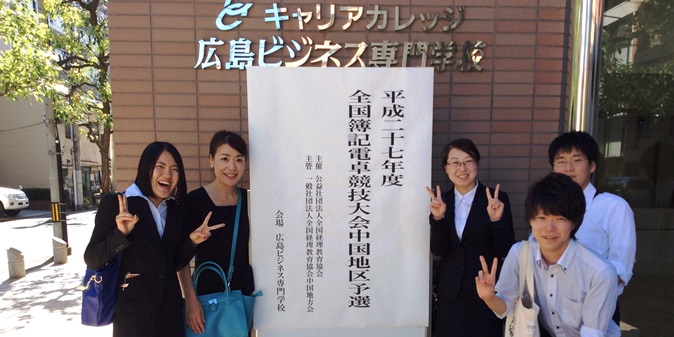 キャリアカレッジ
広島ビジネス専門学校
平成二十七年度
全国簿記電卓競技大会中国地区予選
主催 公益社団法人全国経理教育協会
主管 一般社団法人全国経理教育協会中国地方会
会場 広島ビジネス専門学校